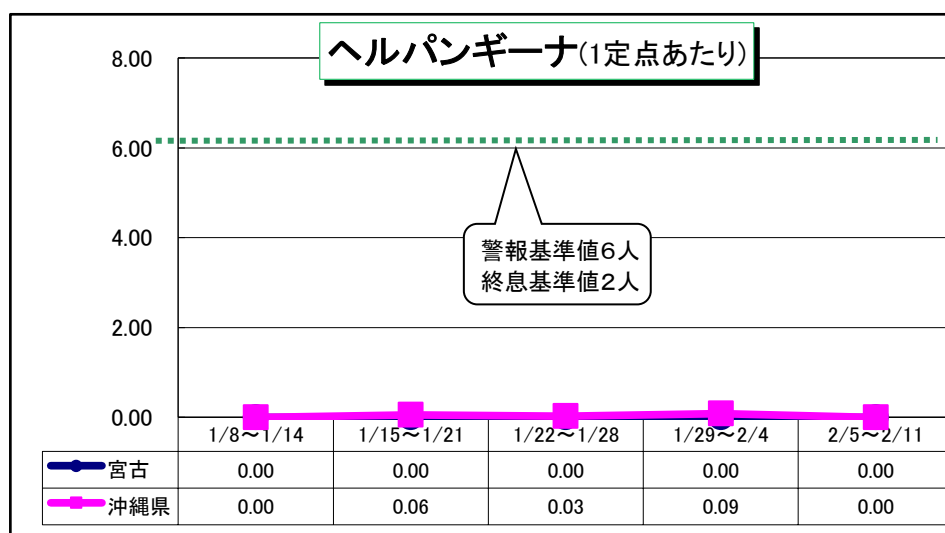 ヘルパンギーナ(1定点あたり)
8.00
6.00
4.00
2.00
0.00
警報基準値6人
終息基準値2人
1/8～1/14 1/15～1/21 1/22～1/28 1/29～2/4 2/5～2/11
宮古 0.00 0.00 0.00 0.00 0.00
沖縄県 0.00 0.06 0.03 0.09 0.00